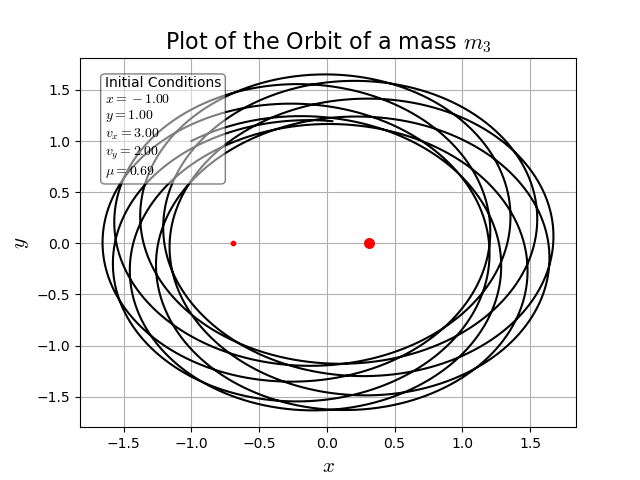 Plot of the Orbit of a mass m₃
Initial Conditions
x = −1.00
y = 1.00
vₓ = 3.00
v_y = 2.00
μ = 0.69
1.5
1.0
0.5
0.0
−0.5
−1.0
−1.5
y
−1.5 −1.0 −0.5 0.0 0.5 1.0 1.5
x